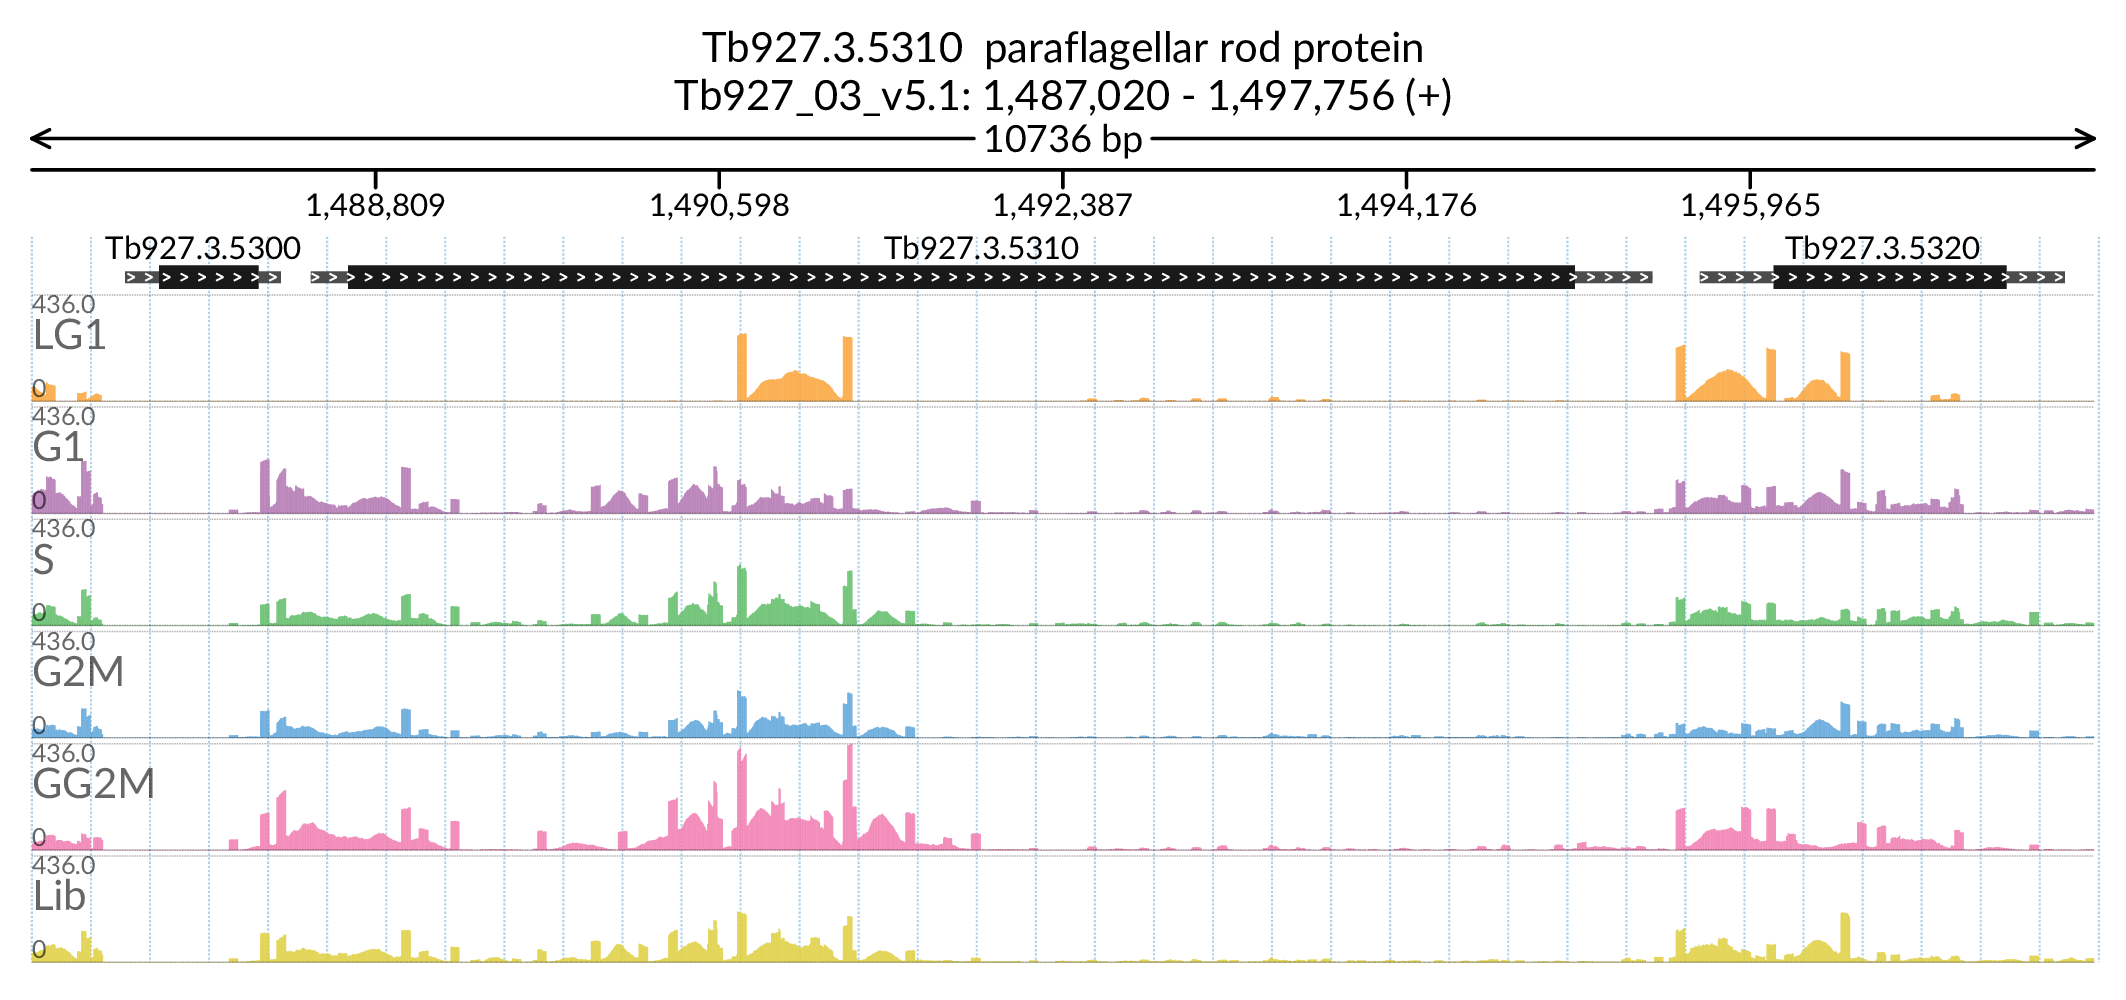 Tb927.3.5310 paraflagellar rod protein
Tb927_03_v5.1: 1,487,020 - 1,497,756 (+)
10736 bp
1,488,809 1,490,598 1,492,387 1,494,176 1,495,965
Tb927.3.5300 Tb927.3.5310 Tb927.3.5320
436.0
LG1
0
436.0
G1
0
436.0
S
0
436.0
G2M
0
436.0
GG2M
0
436.0
Lib
0